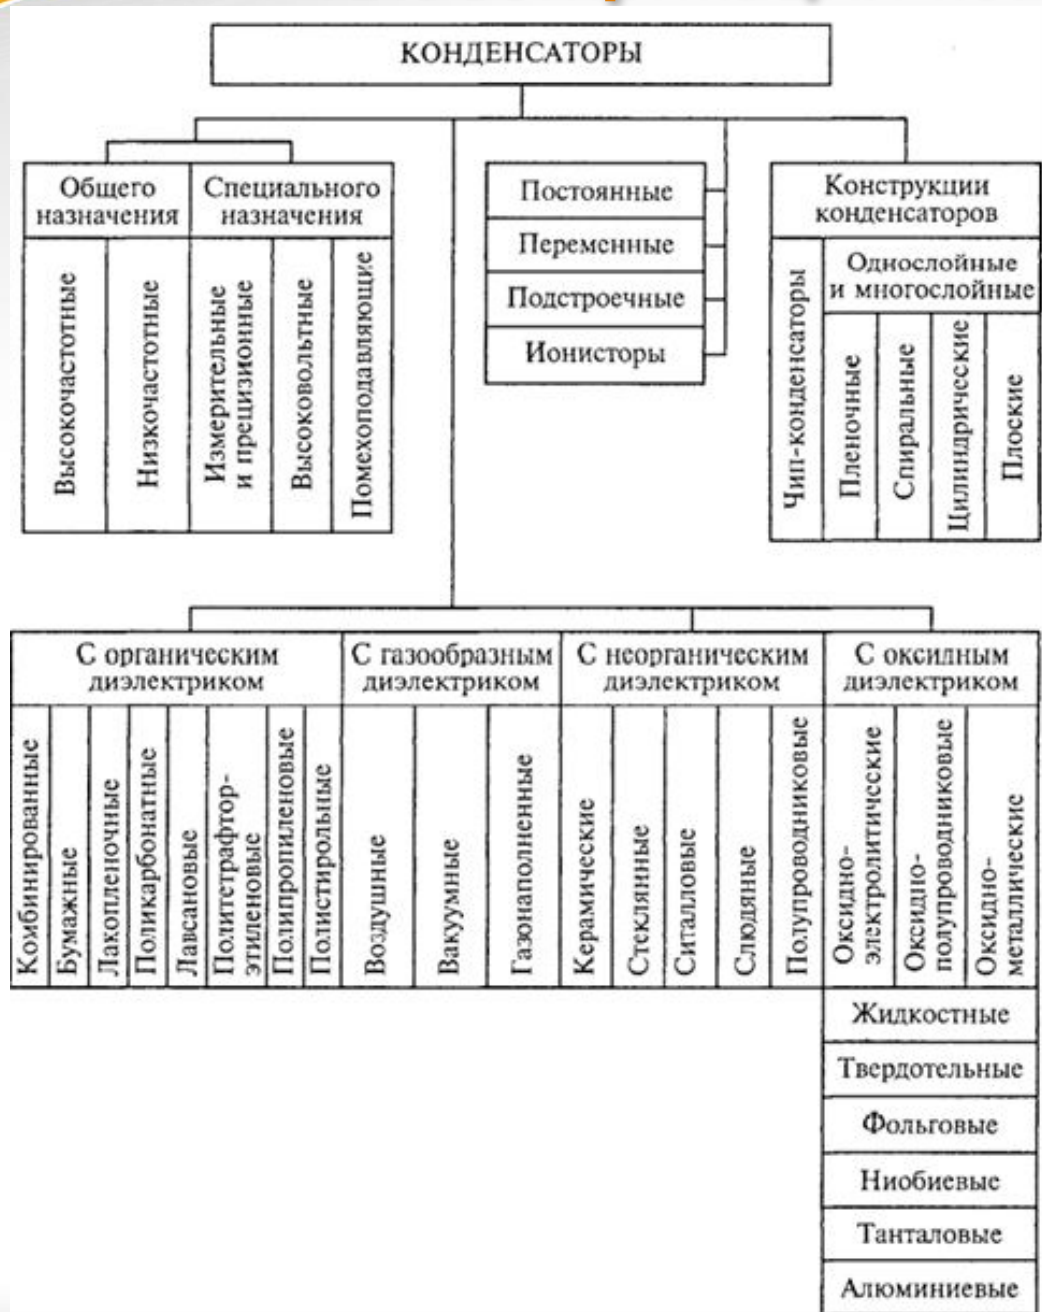 КОНДЕНСАТОРЫ
Общего
назначения
Специального
назначения
Высокочастотные
Низкочастотные
Измерительные
и прецизионные
Высоковольтные
Помехоподавляющие
Постоянные
Переменные
Подстроечные
Ионисторы
Конструкции
конденсаторов
Чип-конденсаторы
Однослойные
и многослойные
Пленочные
Спиральные
Цилиндрические
Плоские
С органическим
диэлектриком
Комбинированные
Бумажные
Лакопленочные
Поликарбонатные
Лавсановые
Политетрафтор-
этиленовые
Полипропиленовые
Полистирольные
С газообразным
диэлектриком
Воздушные
Вакуумные
Газонаполненные
С неорганическим
диэлектриком
Керамические
Стеклянные
Ситалловые
Слюдяные
Полупроводниковые
С оксидным
диэлектриком
Оксидно-
электролитические
Оксидно-
полупроводниковые
Оксидно-
металлические
Жидкостные
Твердотельные
Фольговые
Ниобиевые
Танталовые
Алюминиевые